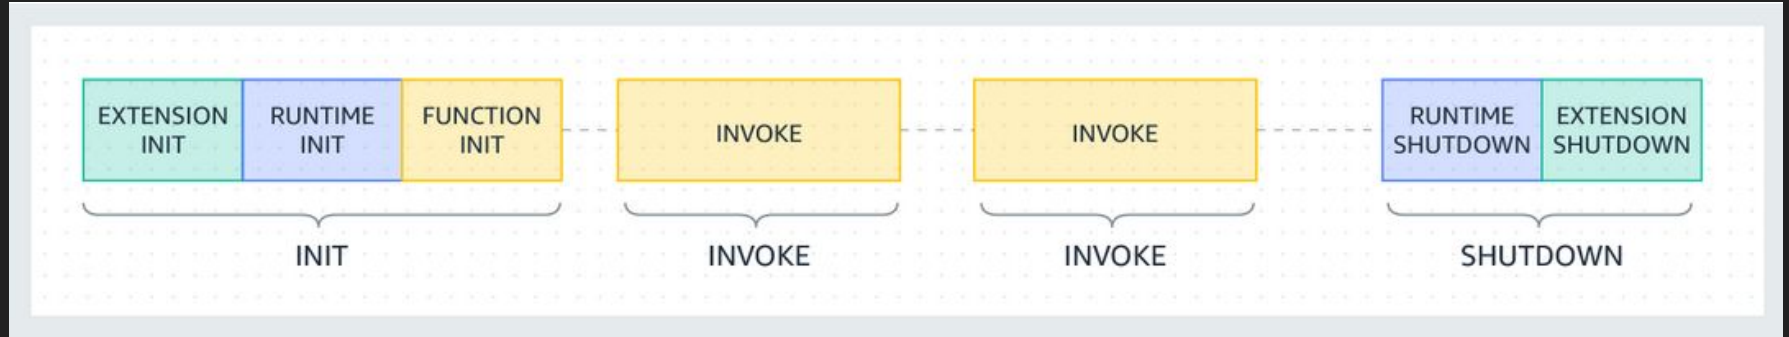 EXTENSION
INIT
RUNTIME
INIT
FUNCTION
INIT
INVOKE
INVOKE
RUNTIME
SHUTDOWN
EXTENSION
SHUTDOWN
INIT
INVOKE
INVOKE
SHUTDOWN